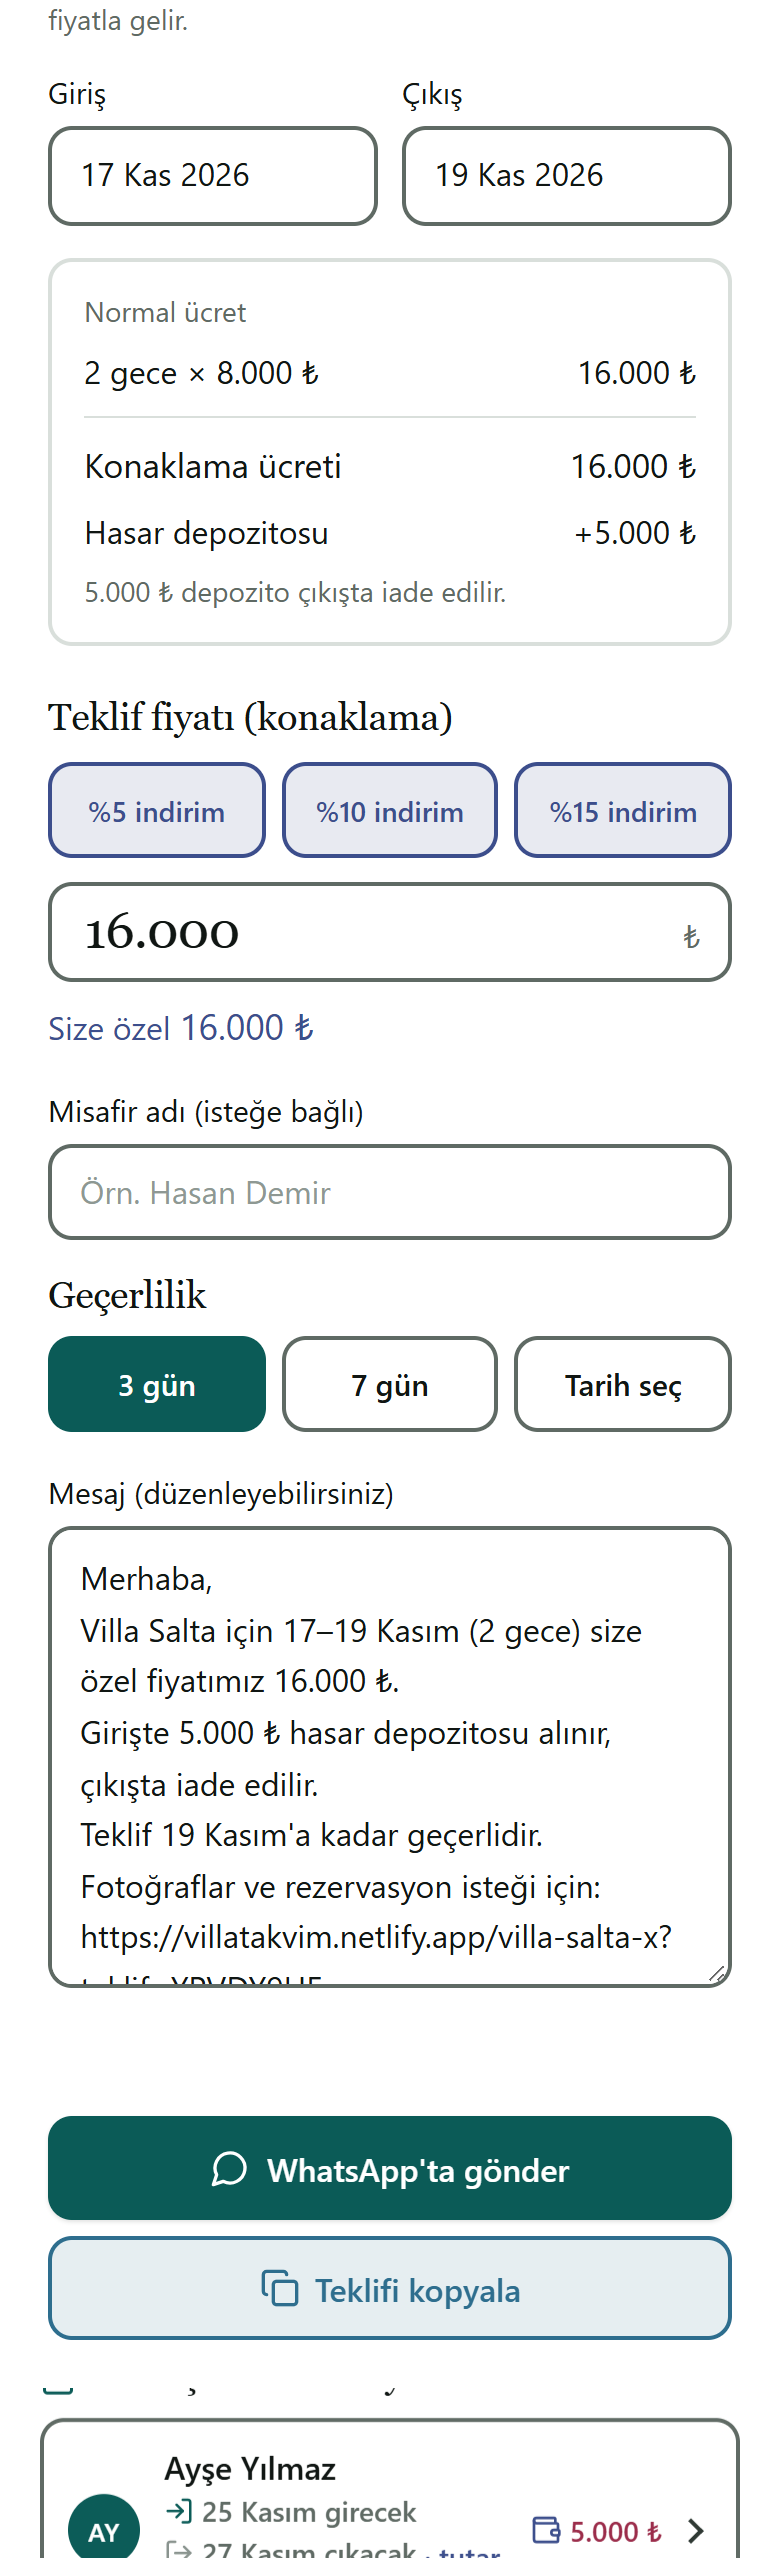 fiyatla gelir.
Giriş
Çıkış
17 Kas 2026
19 Kas 2026
Normal ücret
2 gece × 8.000 ₺
16.000 ₺
Konaklama ücreti
16.000 ₺
Hasar depozitosu
+5.000 ₺
5.000 ₺ depozito çıkışta iade edilir.
Teklif fiyatı (konaklama)
%5 indirim
%10 indirim
%15 indirim
16.000
₺
Size özel 16.000 ₺
Misafir adı (isteğe bağlı)
Örn. Hasan Demir
Geçerlilik
3 gün
7 gün
Tarih seç
Mesaj (düzenleyebilirsiniz)
Merhaba,
Villa Salta için 17–19 Kasım (2 gece) size
özel fiyatımız 16.000 ₺.
Girişte 5.000 ₺ hasar depozitosu alınır,
çıkışta iade edilir.
Teklif 19 Kasım'a kadar geçerlidir.
Fotoğraflar ve rezervasyon isteği için:
https://villatakvim.netlify.app/villa-salta-x?
WhatsApp'ta gönder
Teklifi kopyala
Ayşe Yılmaz
AY
25 Kasım girecek
5.000 ₺
27 Kasım çıkacak · tutar